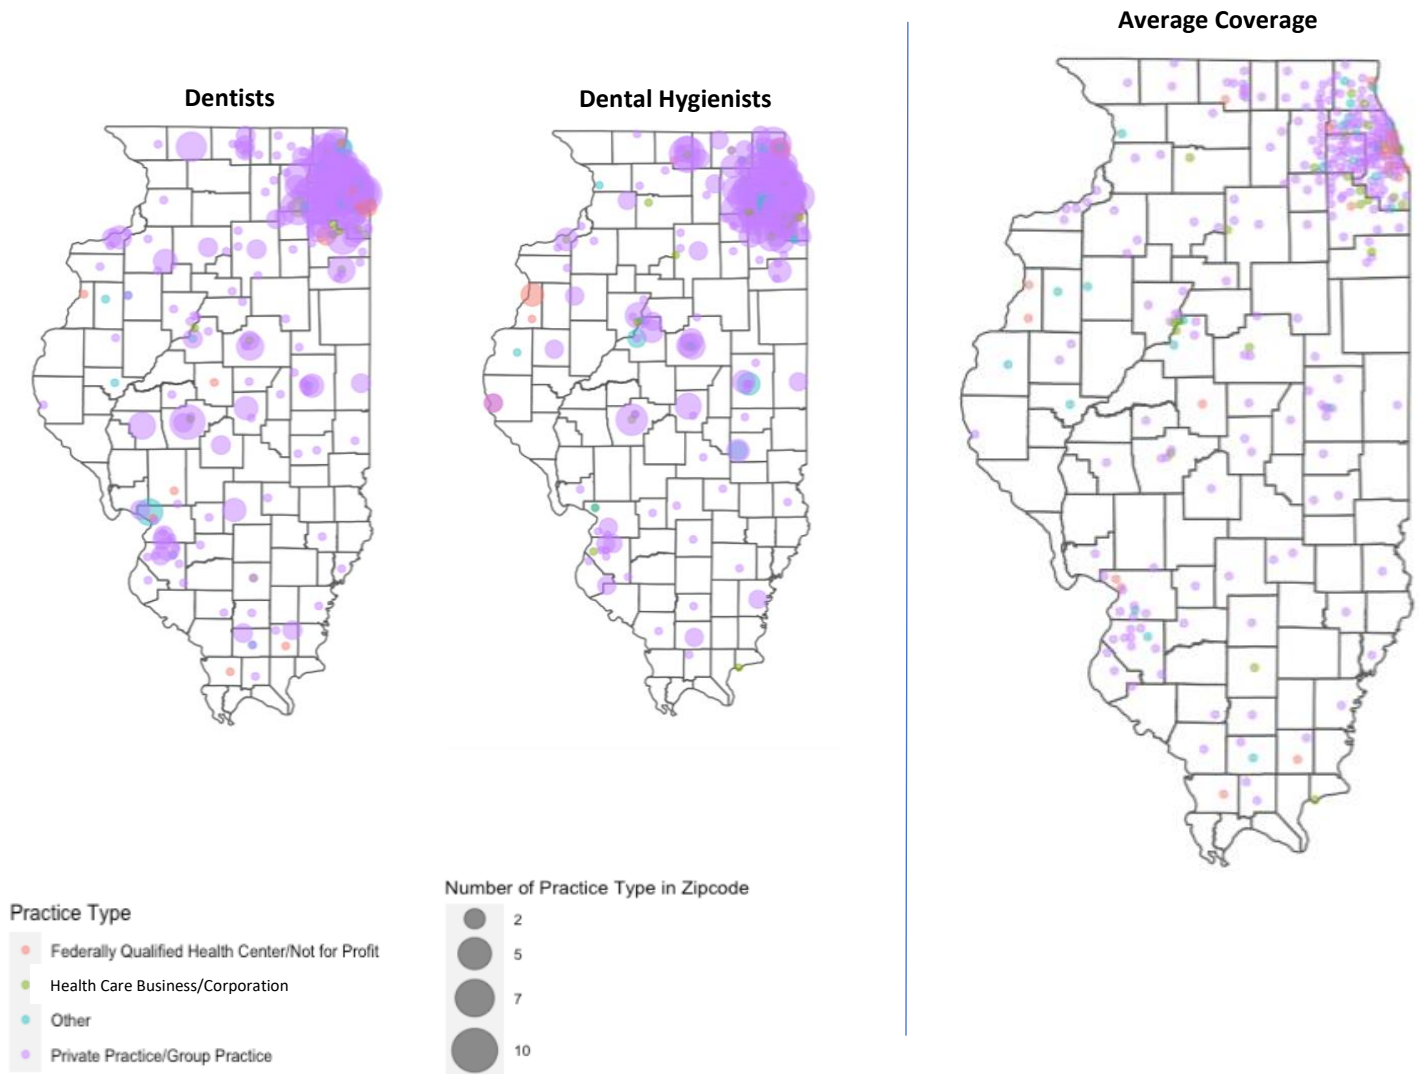 Average Coverage
Dentists
Dental Hygienists
Number of Practice Type in Zipcode
2
5
7
10
Practice Type
Federally Qualified Health Center/Not for Profit
Health Care Business/Corporation
Other
Private Practice/Group Practice